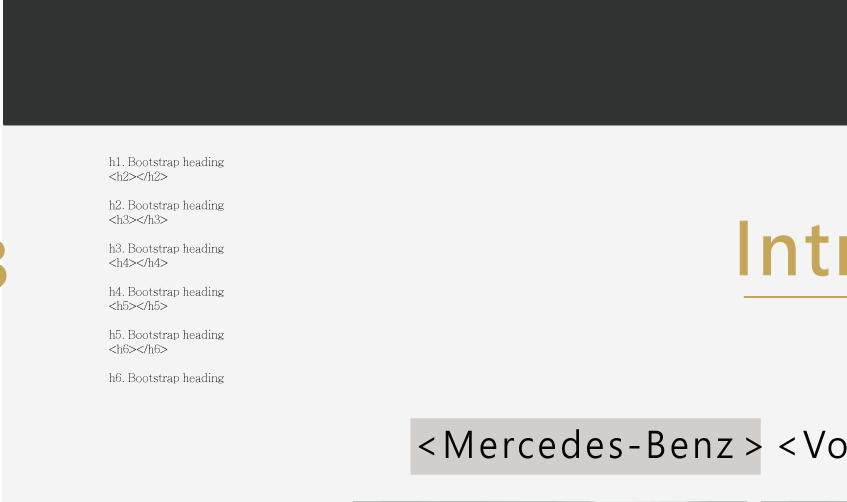 h1. Bootstrap heading
<h2></h2>
h2. Bootstrap heading
<h3></h3>
h3. Bootstrap heading
<h4></h4>
h4. Bootstrap heading
<h5></h5>
h5. Bootstrap heading
<h6></h6>
h6. Bootstrap heading
Intr
<Mercedes-Benz> <Vo